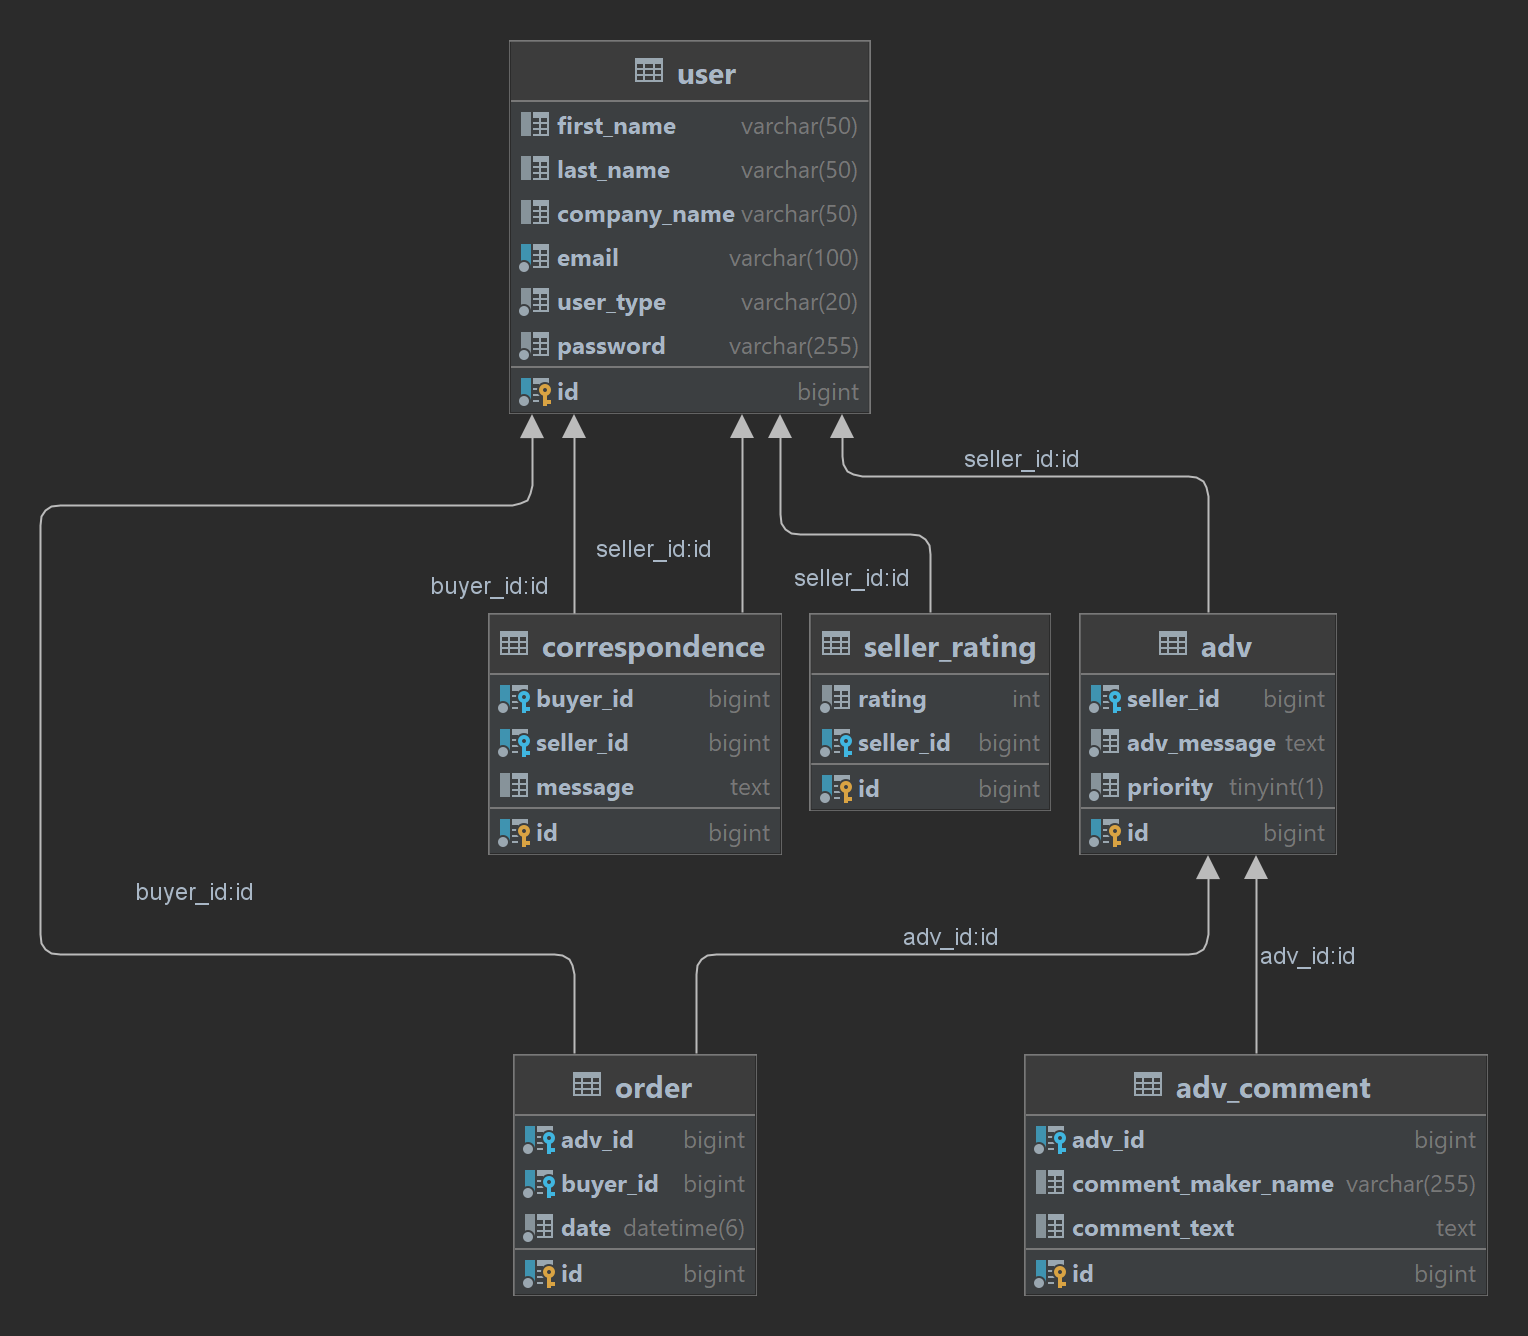 user
first_name varchar(50)
last_name varchar(50)
company_name varchar(50)
email varchar(100)
user_type varchar(20)
password varchar(255)
id bigint
seller_id:id
seller_id:id
buyer_id:id
seller_id:id
correspondence
buyer_id bigint
seller_id bigint
message text
id bigint
seller_rating
rating int
seller_id bigint
id bigint
adv
seller_id bigint
adv_message text
priority tinyint(1)
id bigint
buyer_id:id
adv_id:id
adv_id:id
order
adv_id bigint
buyer_id bigint
date datetime(6)
id bigint
adv_comment
adv_id bigint
comment_maker_name varchar(255)
comment_text text
id bigint